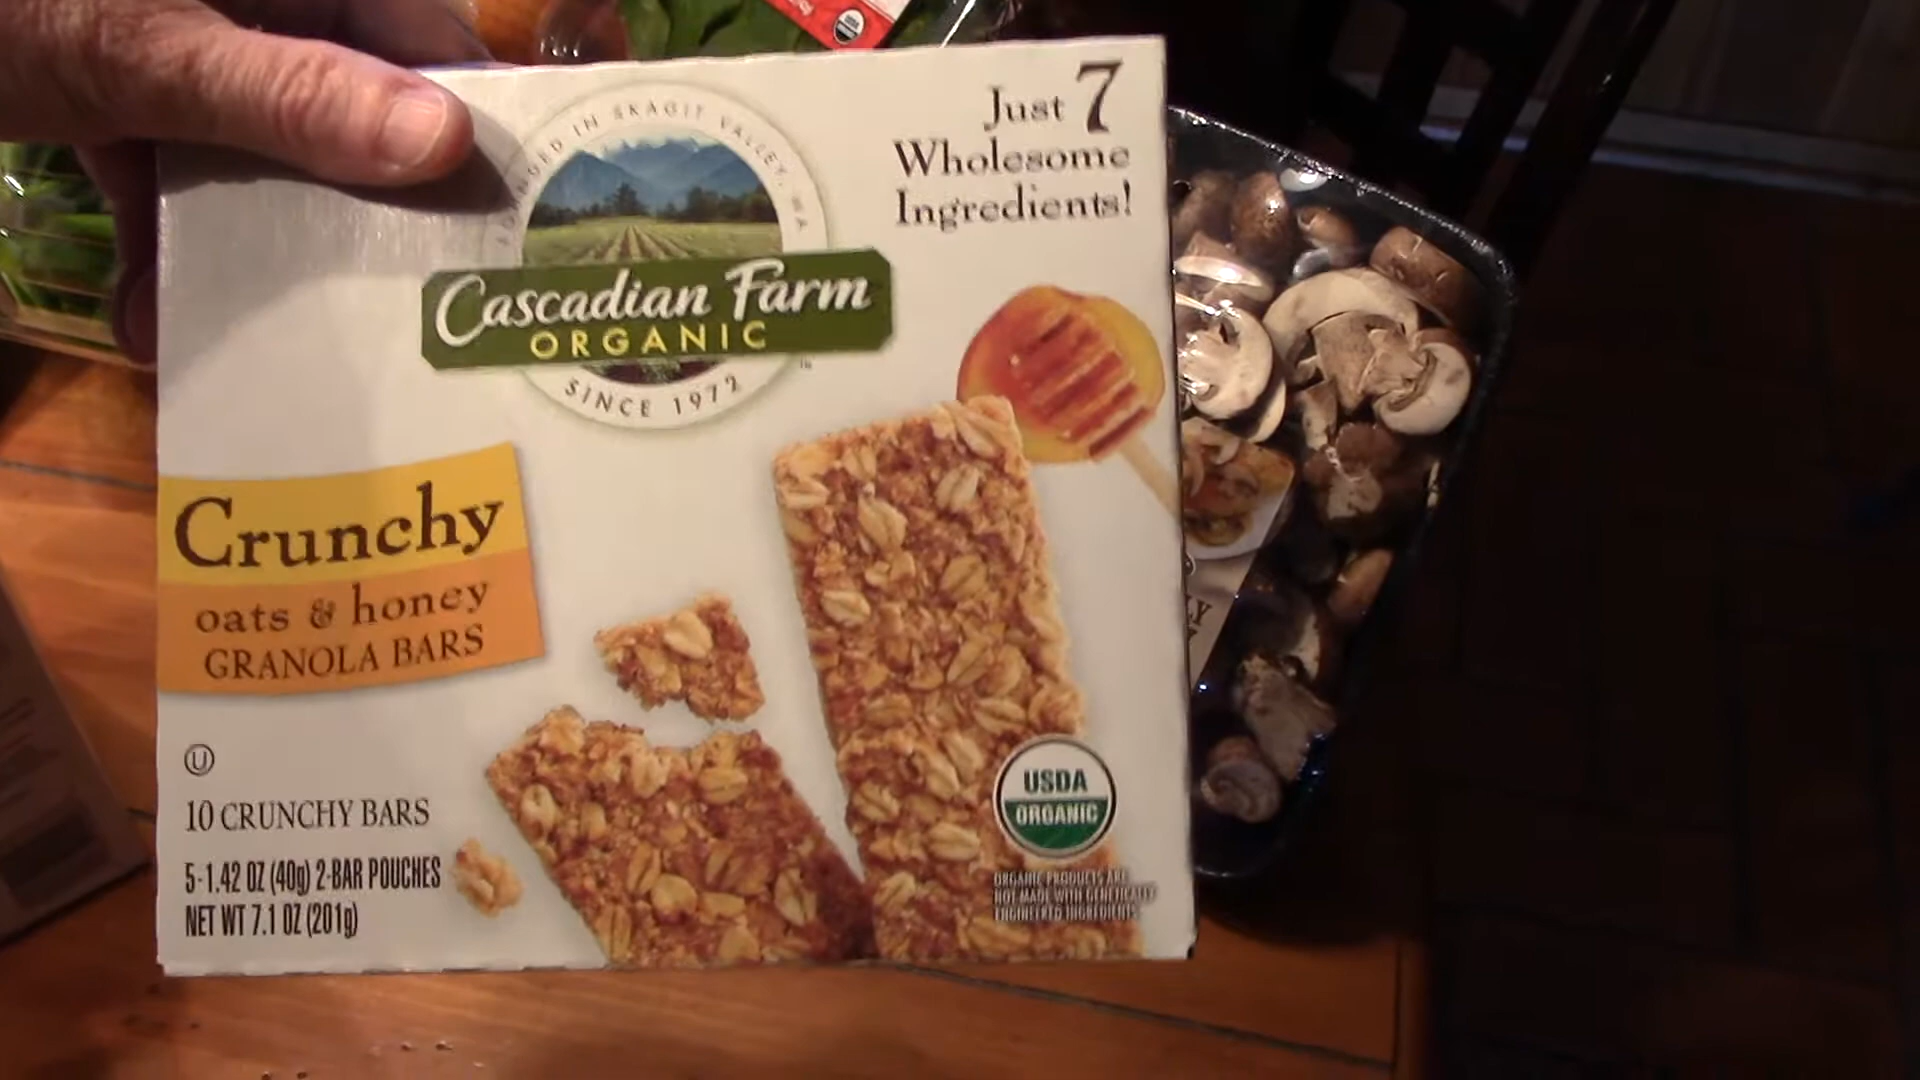 FOUNDED IN SKAGIT VALLEY, WA
Cascadian Farm
ORGANIC
SINCE 1972
Just 7
Wholesome
Ingredients!
Crunchy
oats & honey
GRANOLA BARS
U
10 CRUNCHY BARS
5-1.42 OZ (40g) 2-BAR POUCHES
NET WT 7.1 OZ (201g)
USDA
ORGANIC
ORGANIC PRODUCTS ARE
NOT MADE WITH GENETICALLY
ENGINEERED INGREDIENTS
USDA
LY